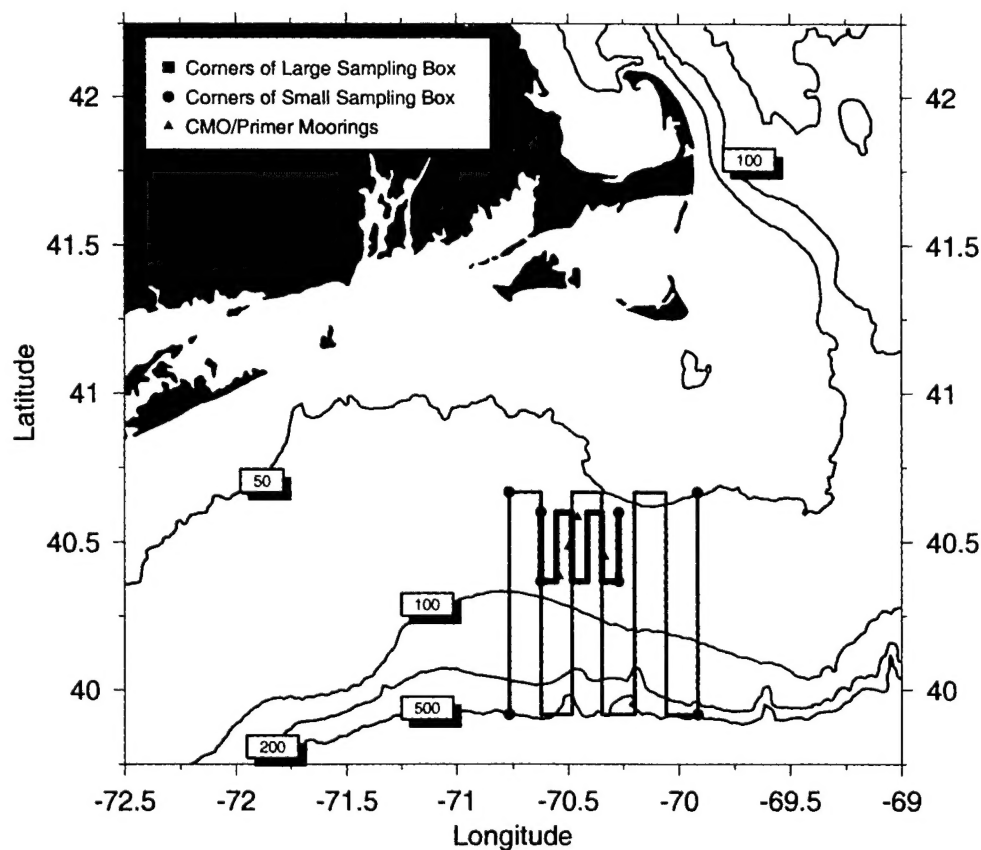 Corners of Large Sampling Box
Corners of Small Sampling Box
CMO/Primer Moorings
42
42
100
41.5
41.5
Latitude
41
41
50
40.5
40.5
100
40
40
500
200
-72.5 -72 -71.5 -71 -70.5 -70 -69.5 -69
Longitude